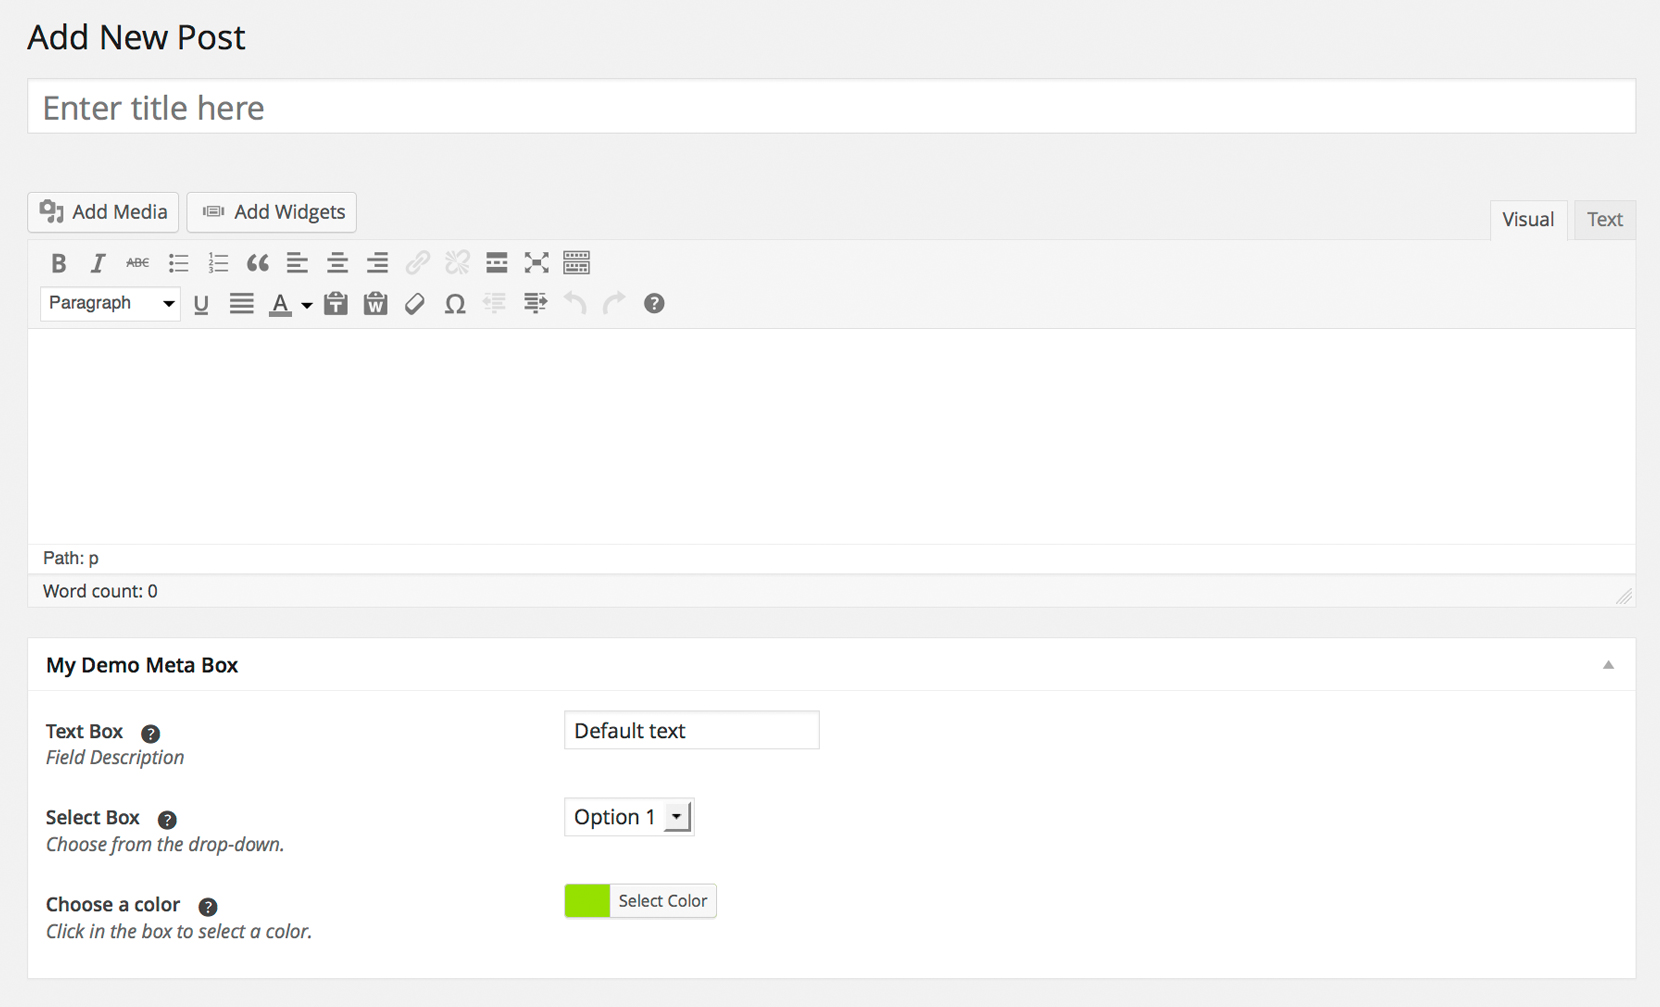 Add New Post
Enter title here
Add Media Add Widgets
Visual Text
B I ABC
Paragraph U A T W Ω ?
Path: p
Word count: 0
My Demo Meta Box
Text Box ? Default text
Field Description
Select Box ? Option 1
Choose from the drop-down.
Choose a color ? Select Color
Click in the box to select a color.